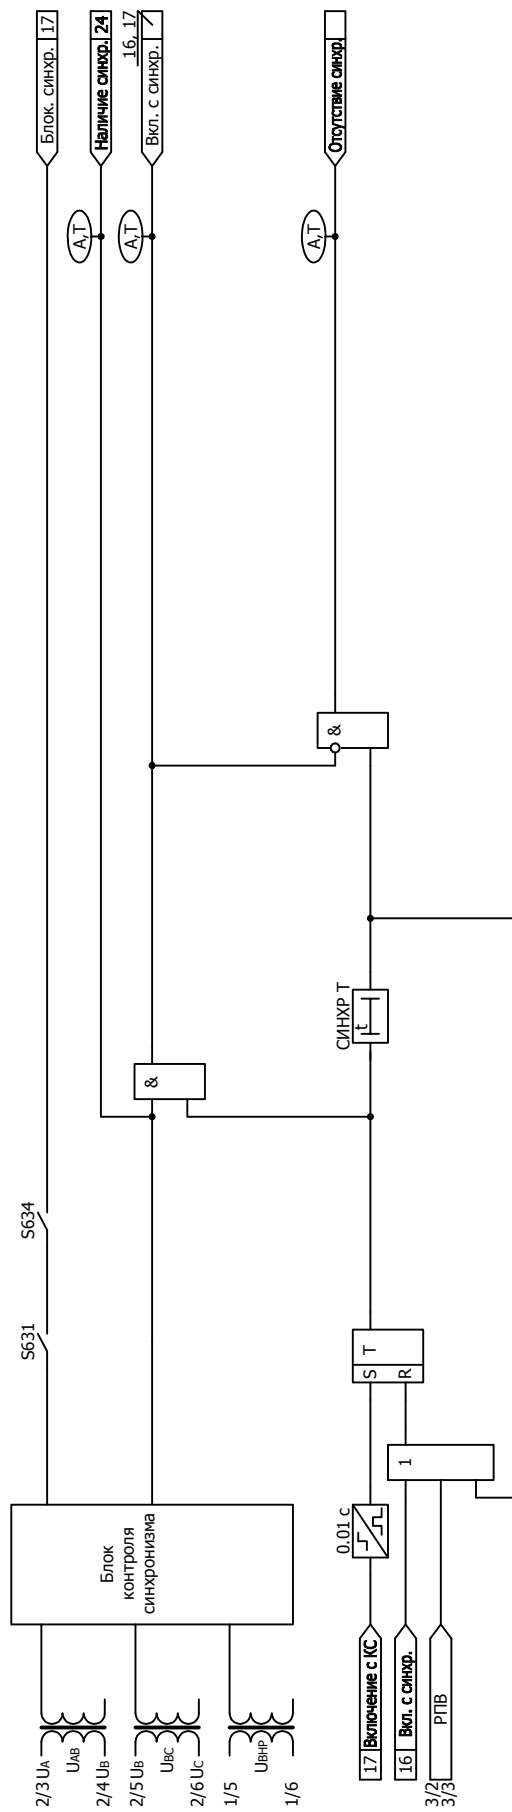 Блок. синхр. 17
Наличие синхр. 24
16, 17
Вкл. с синхр.
Отсутствие синхр.
А,Т
А,Т
А,Т
&
СИНХР Т
t
&
S634
S631
Т
S
R
1
0.01 с
Блок
контроля
синхронизма
17 Включение с КС
16 Вкл. с синхр.
РПВ
3/2
3/3
2/3 UA
UAB
2/4 UB
2/5 UB
UBC
2/6 UC
1/5
UВНР
1/6